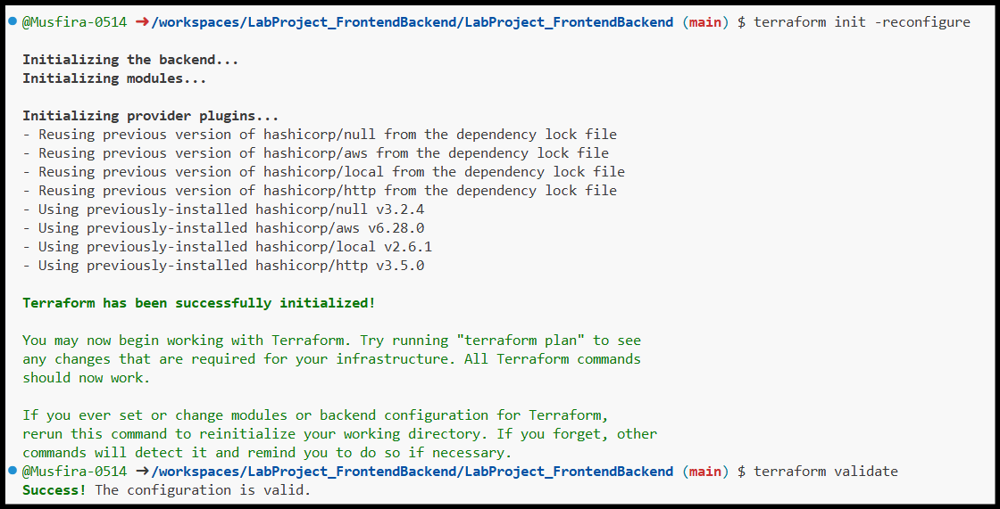 @Musfira-0514 ➜/workspaces/LabProject_FrontendBackend/LabProject_FrontendBackend (main) $ terraform init -reconfigure
Initializing the backend...
Initializing modules...
Initializing provider plugins...
- Reusing previous version of hashicorp/null from the dependency lock file
- Reusing previous version of hashicorp/aws from the dependency lock file
- Reusing previous version of hashicorp/local from the dependency lock file
- Reusing previous version of hashicorp/http from the dependency lock file
- Using previously-installed hashicorp/null v3.2.4
- Using previously-installed hashicorp/aws v6.28.0
- Using previously-installed hashicorp/local v2.6.1
- Using previously-installed hashicorp/http v3.5.0
Terraform has been successfully initialized!
You may now begin working with Terraform. Try running "terraform plan" to see
any changes that are required for your infrastructure. All Terraform commands
should now work.
If you ever set or change modules or backend configuration for Terraform,
rerun this command to reinitialize your working directory. If you forget, other
commands will detect it and remind you to do so if necessary.
@Musfira-0514 ➜/workspaces/LabProject_FrontendBackend/LabProject_FrontendBackend (main) $ terraform validate
Success! The configuration is valid.